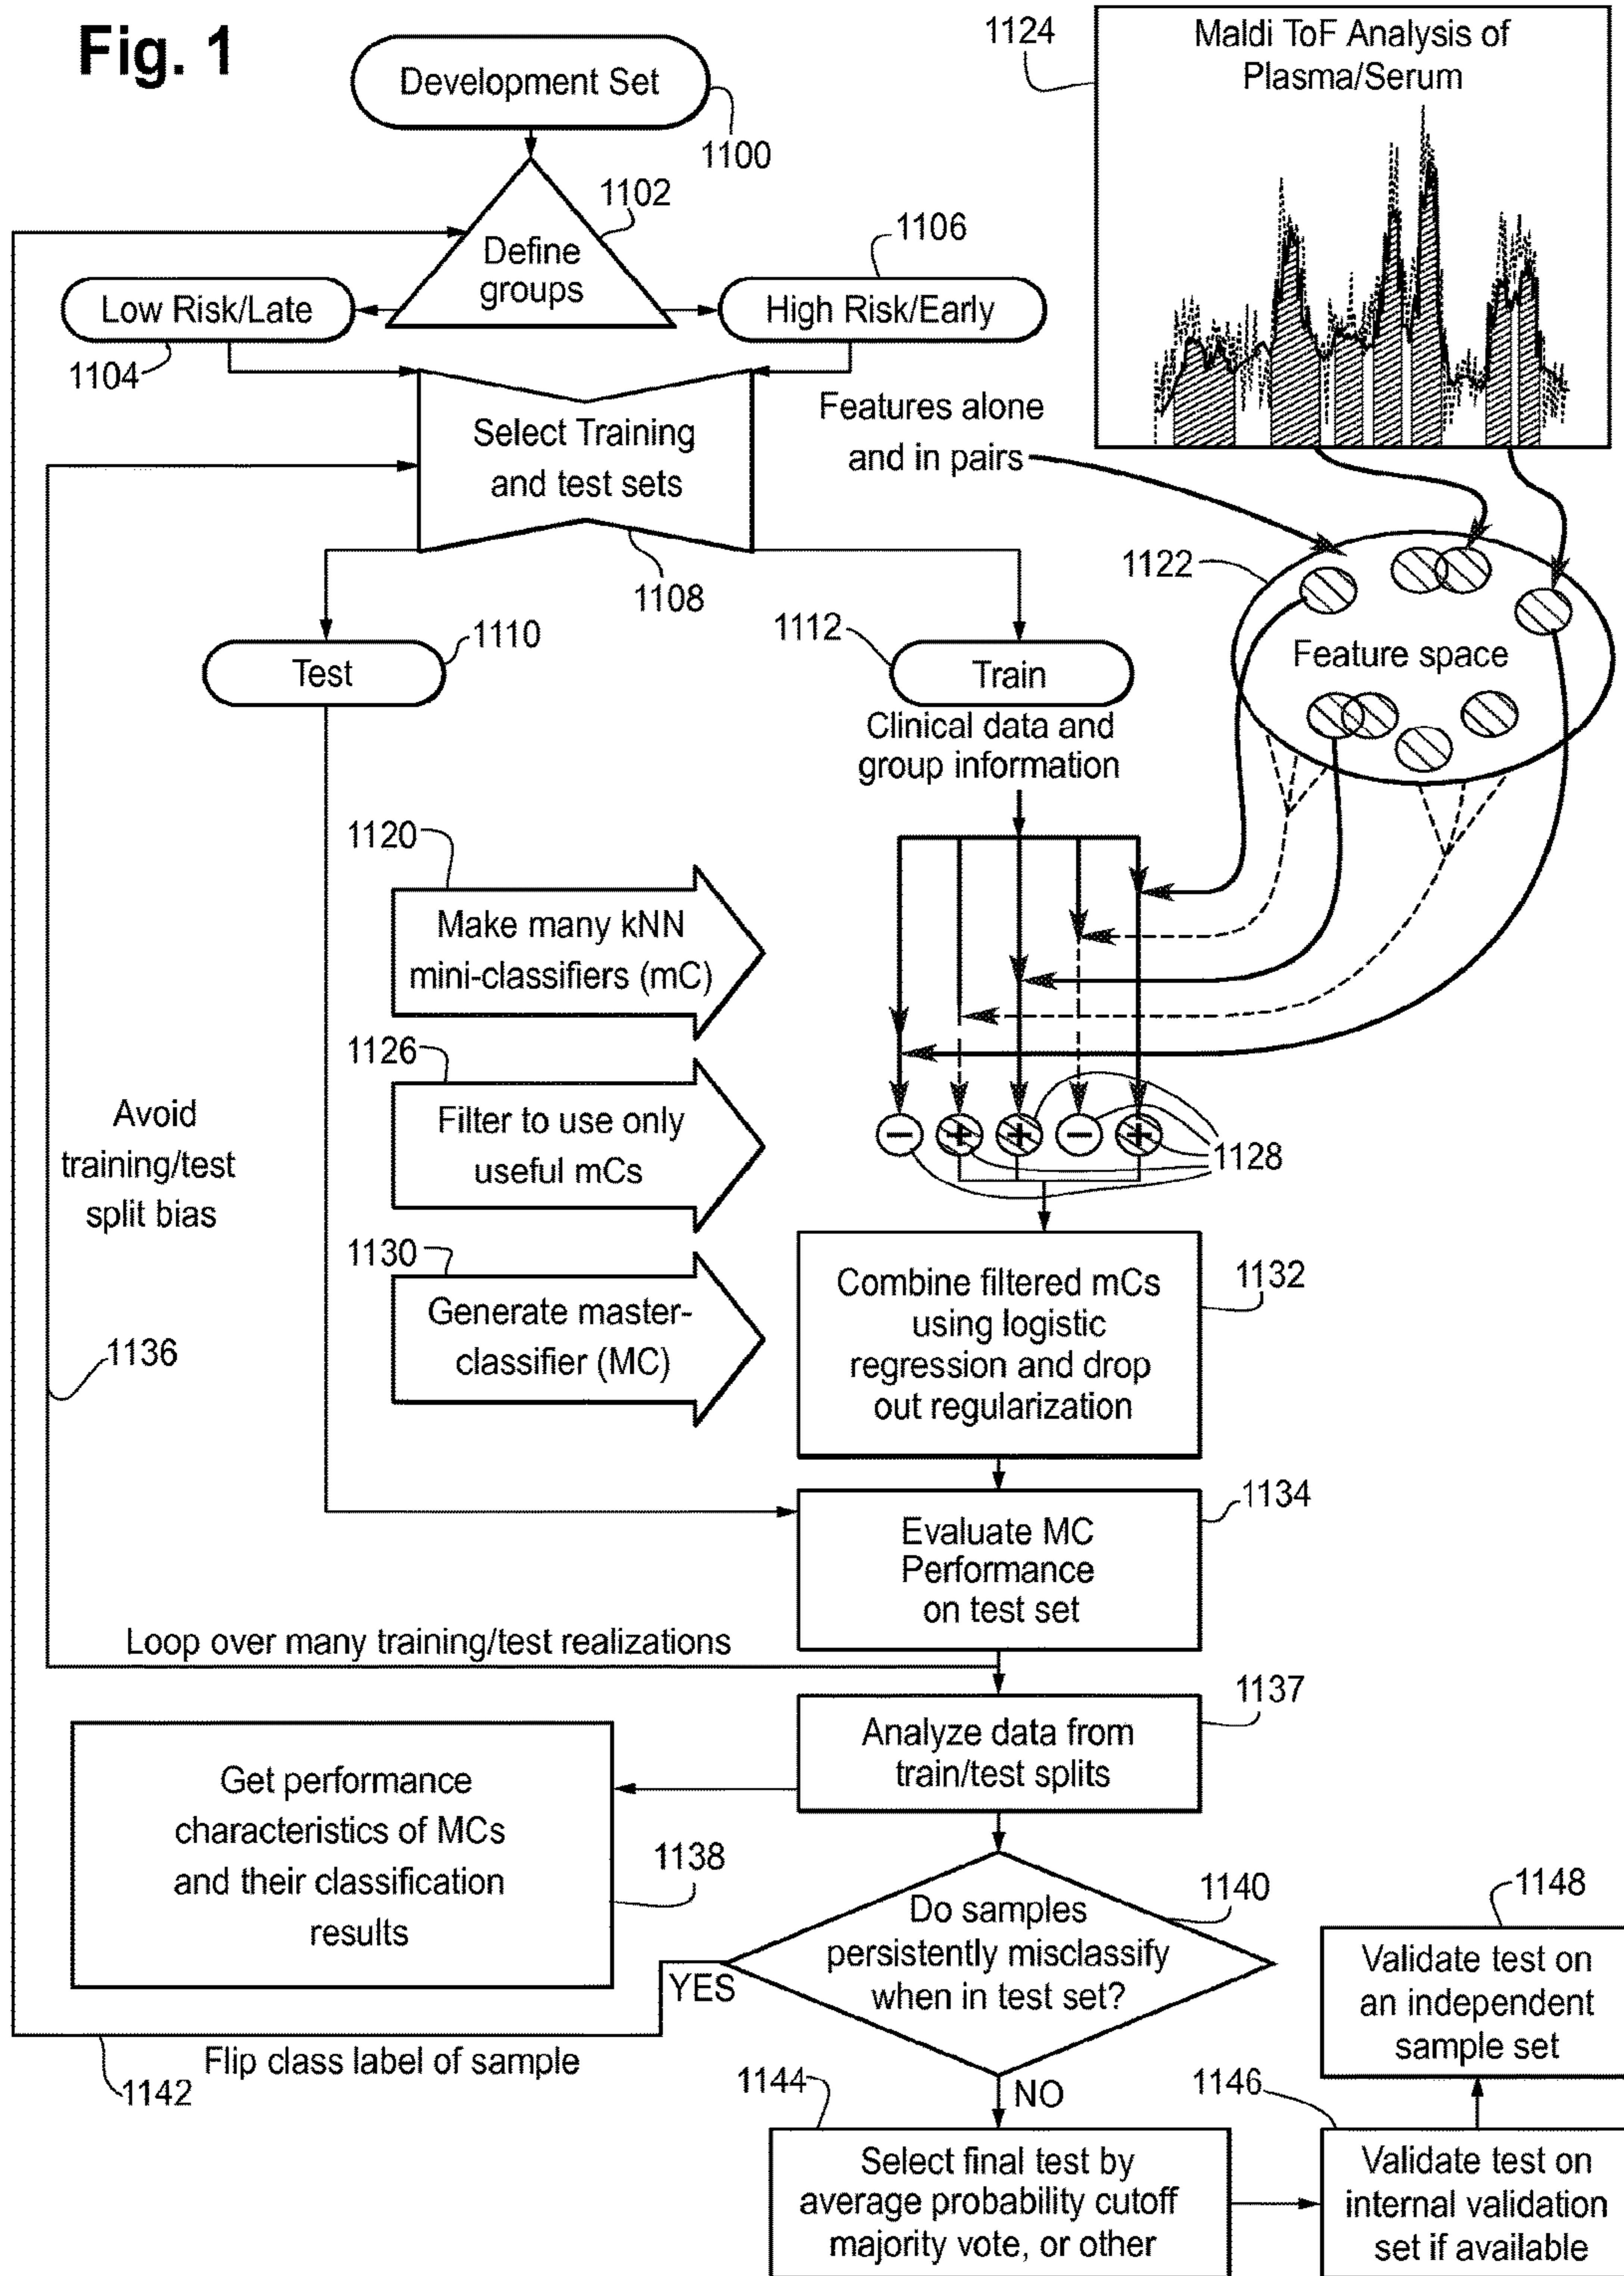 Fig. 1
Development Set
1100
1102
Define
groups
1106
Low Risk/Late
High Risk/Early
1104
1124
Maldi ToF Analysis of
Plasma/Serum
Select Training
and test sets
1108
Features alone
and in pairs
1122
Feature space
1110
Test
1112
Train
Clinical data and
group information
1120
Make many kNN
mini-classifiers (mC)
1126
Filter to use only
useful mCs
− + + − +
1128
Avoid
training/test
split bias
1136
1130
Generate master-
classifier (MC)
Combine filtered mCs
using logistic
regression and drop
out regularization
1132
Evaluate MC
Performance
on test set
1134
Loop over many training/test realizations
Analyze data from
train/test splits
1137
Get performance
characteristics of MCs
and their classification
results
1138
Do samples
persistently misclassify
when in test set?
1140
YES
Flip class label of sample
1142
NO
1144
Select final test by
average probability cutoff
majority vote, or other
1146
Validate test on
internal validation
set if available
1148
Validate test on
an independent
sample set